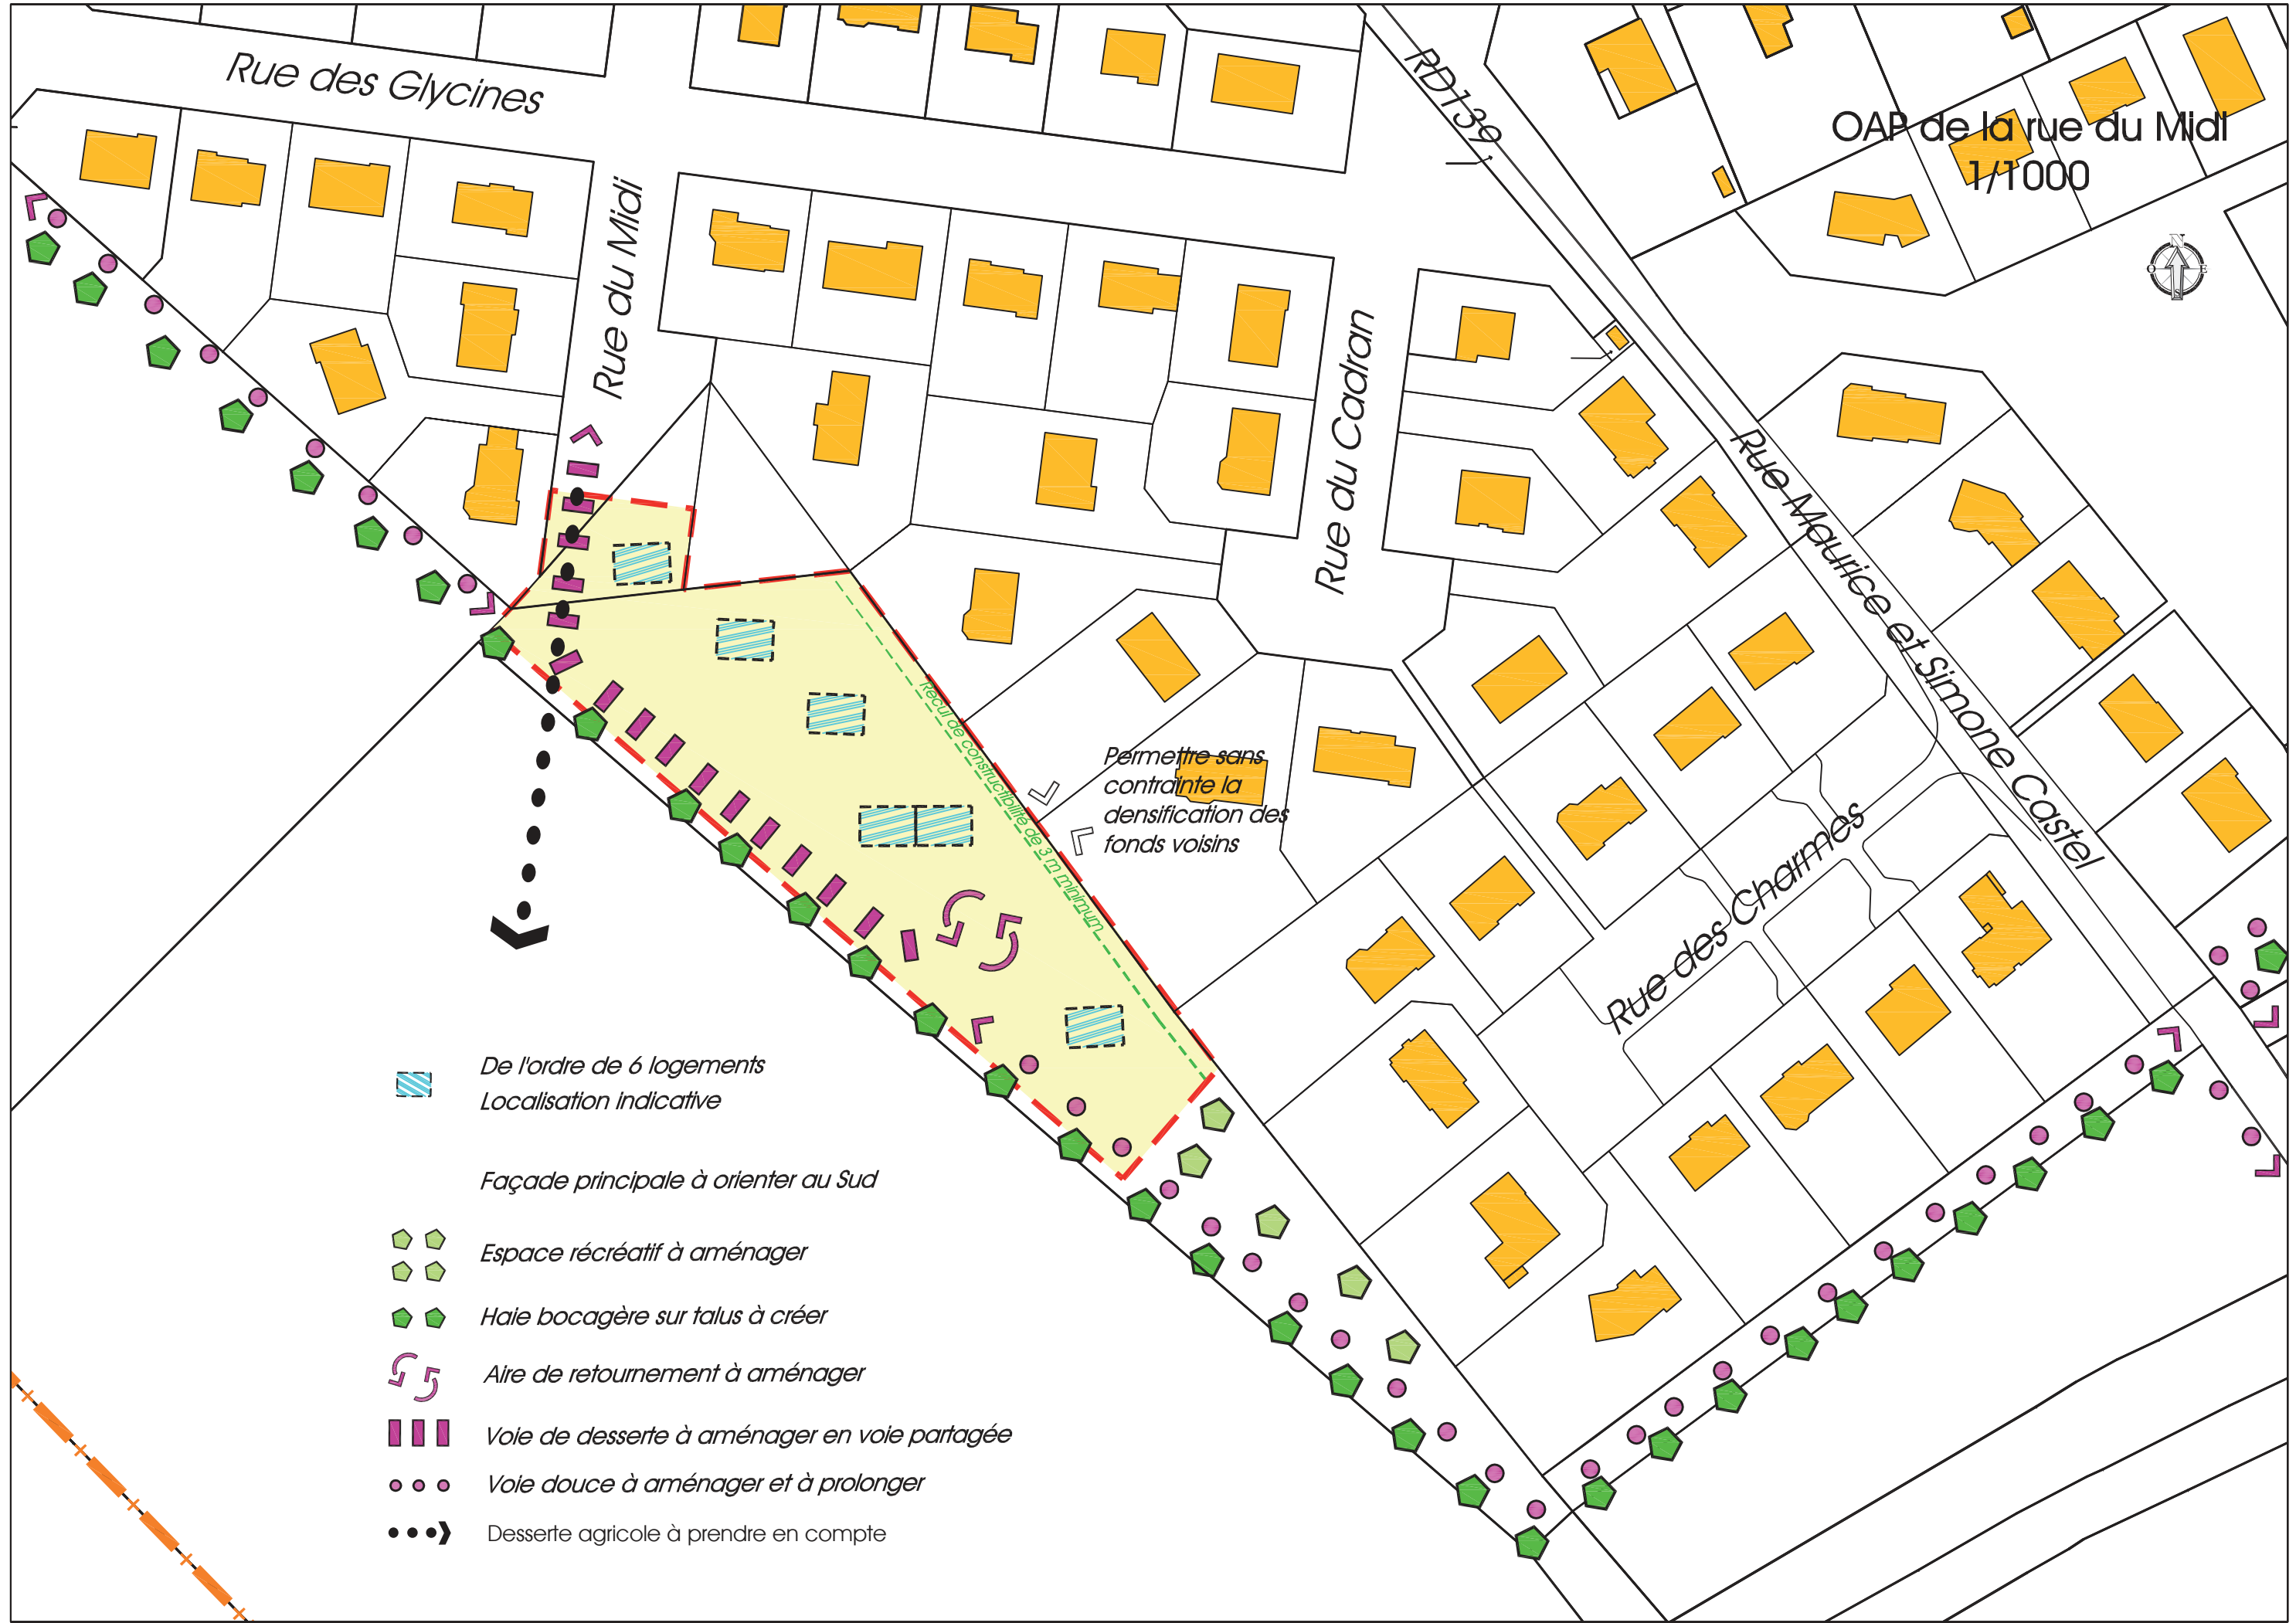 Rue des Glycines
RD139
OAP de la rue du Midl
1/1000
N
O
E
S
Rue du Midi
Rue du Cadran
Rue Maurice et Simone Castel
Recul de constructibilité de 3 m minimum
Permettre sans
contrainte la
densification des
fonds voisins
Rue des Charmes
De l'ordre de 6 logements
Localisation indicative
Façade principale à orienter au Sud
Espace récréatif à aménager
Haie bocagère sur talus à créer
Aire de retournement à aménager
Voie de desserte à aménager en voie partagée
Voie douce à aménager et à prolonger
Desserte agricole à prendre en compte